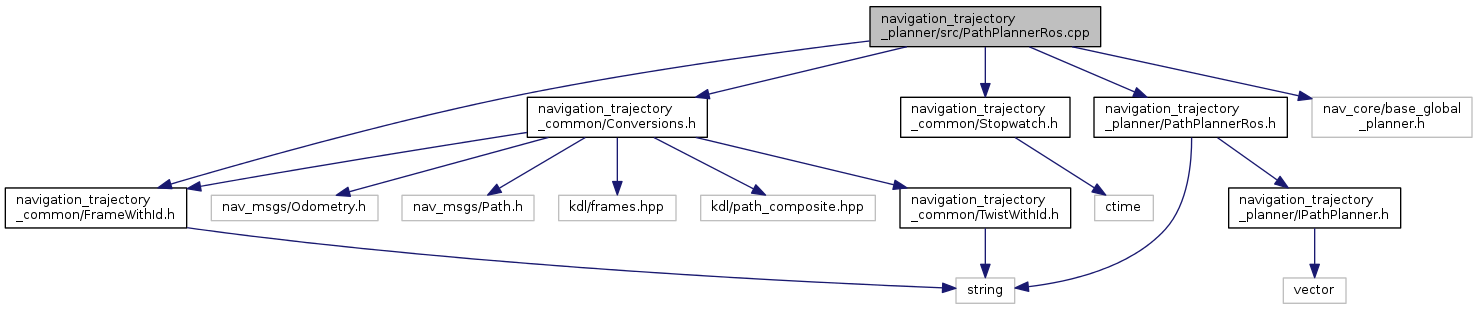 navigation_trajectory
_planner/src/PathPlannerRos.cpp
navigation_trajectory
_common/Conversions.h
navigation_trajectory
_common/Stopwatch.h
navigation_trajectory
_planner/PathPlannerRos.h
nav_core/base_global
_planner.h
navigation_trajectory
_common/FrameWithId.h
nav_msgs/Odometry.h
nav_msgs/Path.h
kdl/frames.hpp
kdl/path_composite.hpp
navigation_trajectory
_common/TwistWithId.h
ctime
navigation_trajectory
_planner/IPathPlanner.h
string
vector